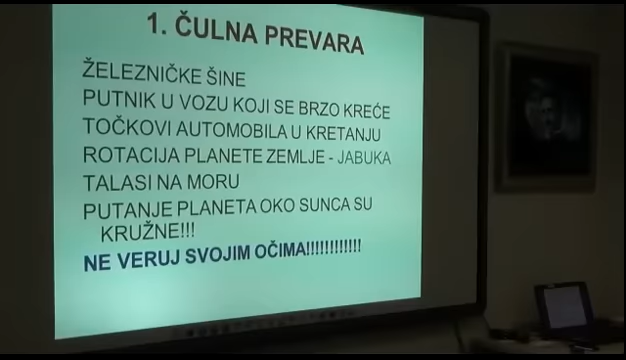 1. ČULNA PREVARA
ŽELEZNIČKE ŠINE
PUTNIK U VOZU KOJI SE BRZO KREĆE
TOČKOVI AUTOMOBILA U KRETANJU
ROTACIJA PLANETE ZEMLJE - JABUKA
TALASI NA MORU
PUTANJE PLANETA OKO SUNCA SU
KRUŽNE!!!
NE VERUJ SVOJIM OČIMA!!!!!!!!!!!!